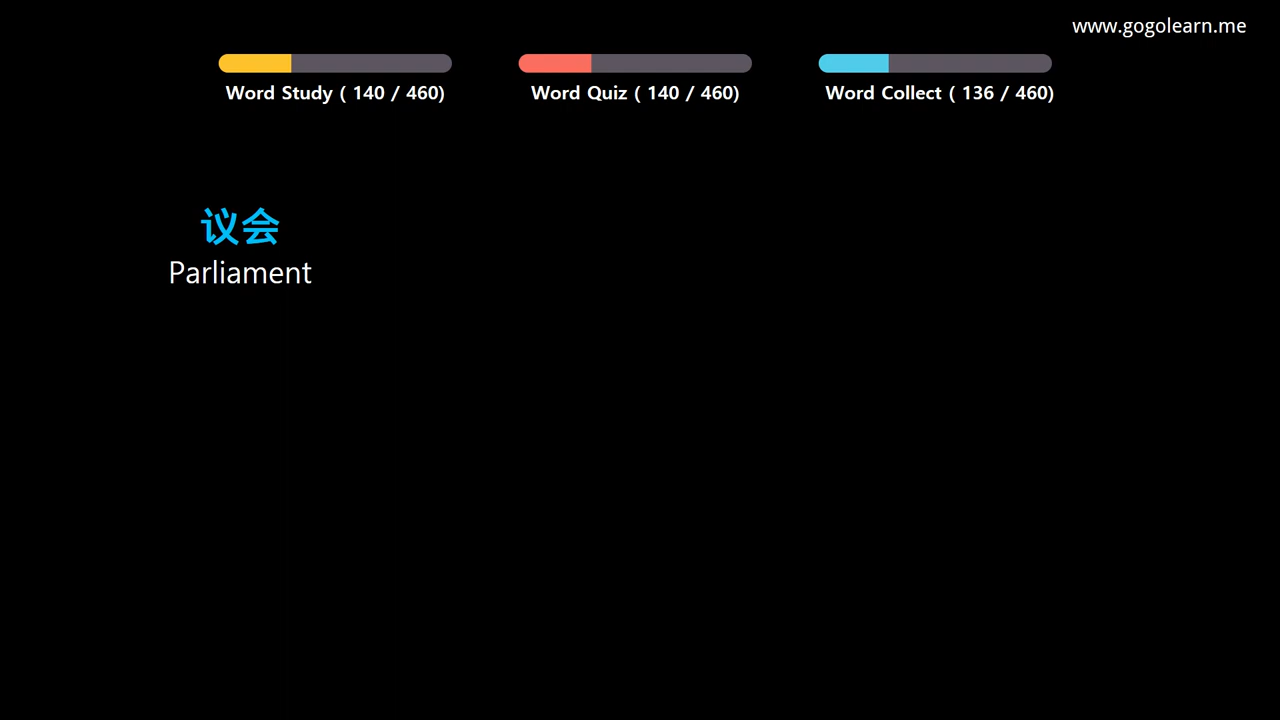 www.gogolearn.me
Word Study ( 140 / 460)
Word Quiz ( 140 / 460)
Word Collect ( 136 / 460)
议会
Parliament